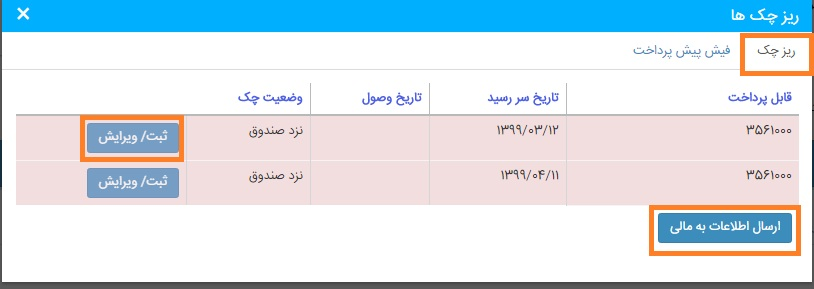 ریز چک ها ×
ریز چک فیش پیش پرداخت
قابل پرداخت تاریخ سر رسید تاریخ وصول وضعیت چک
۳۵۶۱۰۰۰ ۱۳۹۹/۰۳/۱۲ نزد صندوق ثبت/ ویرایش
۳۵۶۱۰۰۰ ۱۳۹۹/۰۴/۱۱ نزد صندوق ثبت/ ویرایش
ارسال اطلاعات به مالی